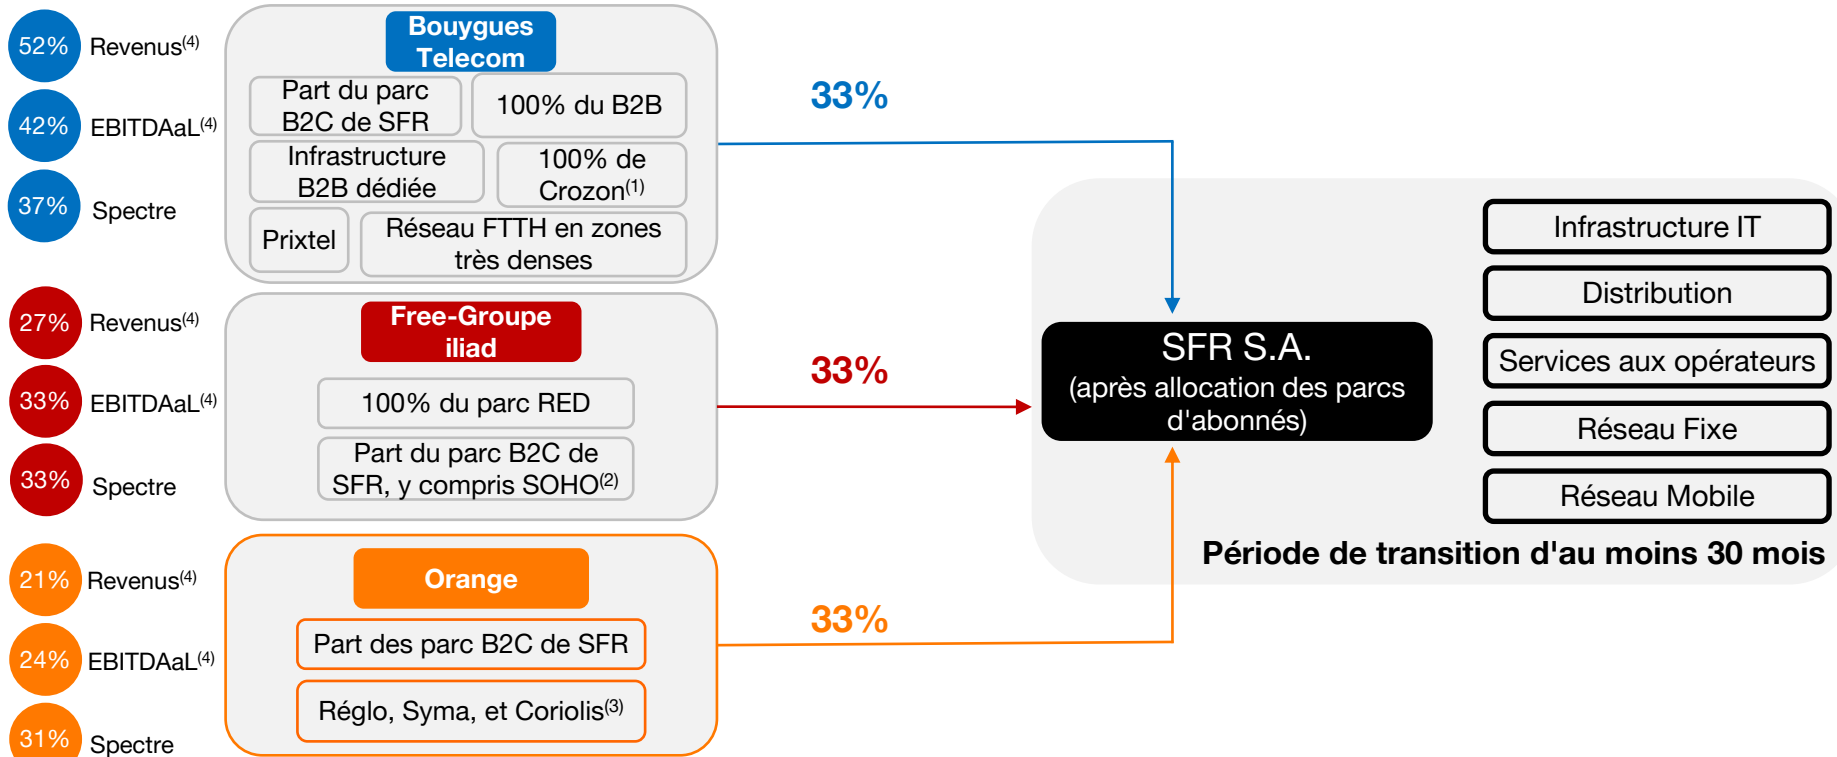 52% Revenus(4)
42% EBITDAaL(4)
37% Spectre
Bouygues
Telecom
Part du parc
B2C de SFR
100% du B2B
Infrastructure
B2B dédiée
100% de
Crozon(1)
Prixtel
Réseau FTTH en zones
très denses
33%
27% Revenus(4)
33% EBITDAaL(4)
33% Spectre
Free-Groupe
iliad
100% du parc RED
Part du parc B2C de
SFR, y compris SOHO(2)
33%
21% Revenus(4)
24% EBITDAaL(4)
31% Spectre
Orange
Part des parc B2C de SFR
Réglo, Syma, et Coriolis(3)
33%
SFR S.A.
(après allocation des parcs
d'abonnés)
Infrastructure IT
Distribution
Services aux opérateurs
Réseau Fixe
Réseau Mobile
Période de transition d'au moins 30 mois